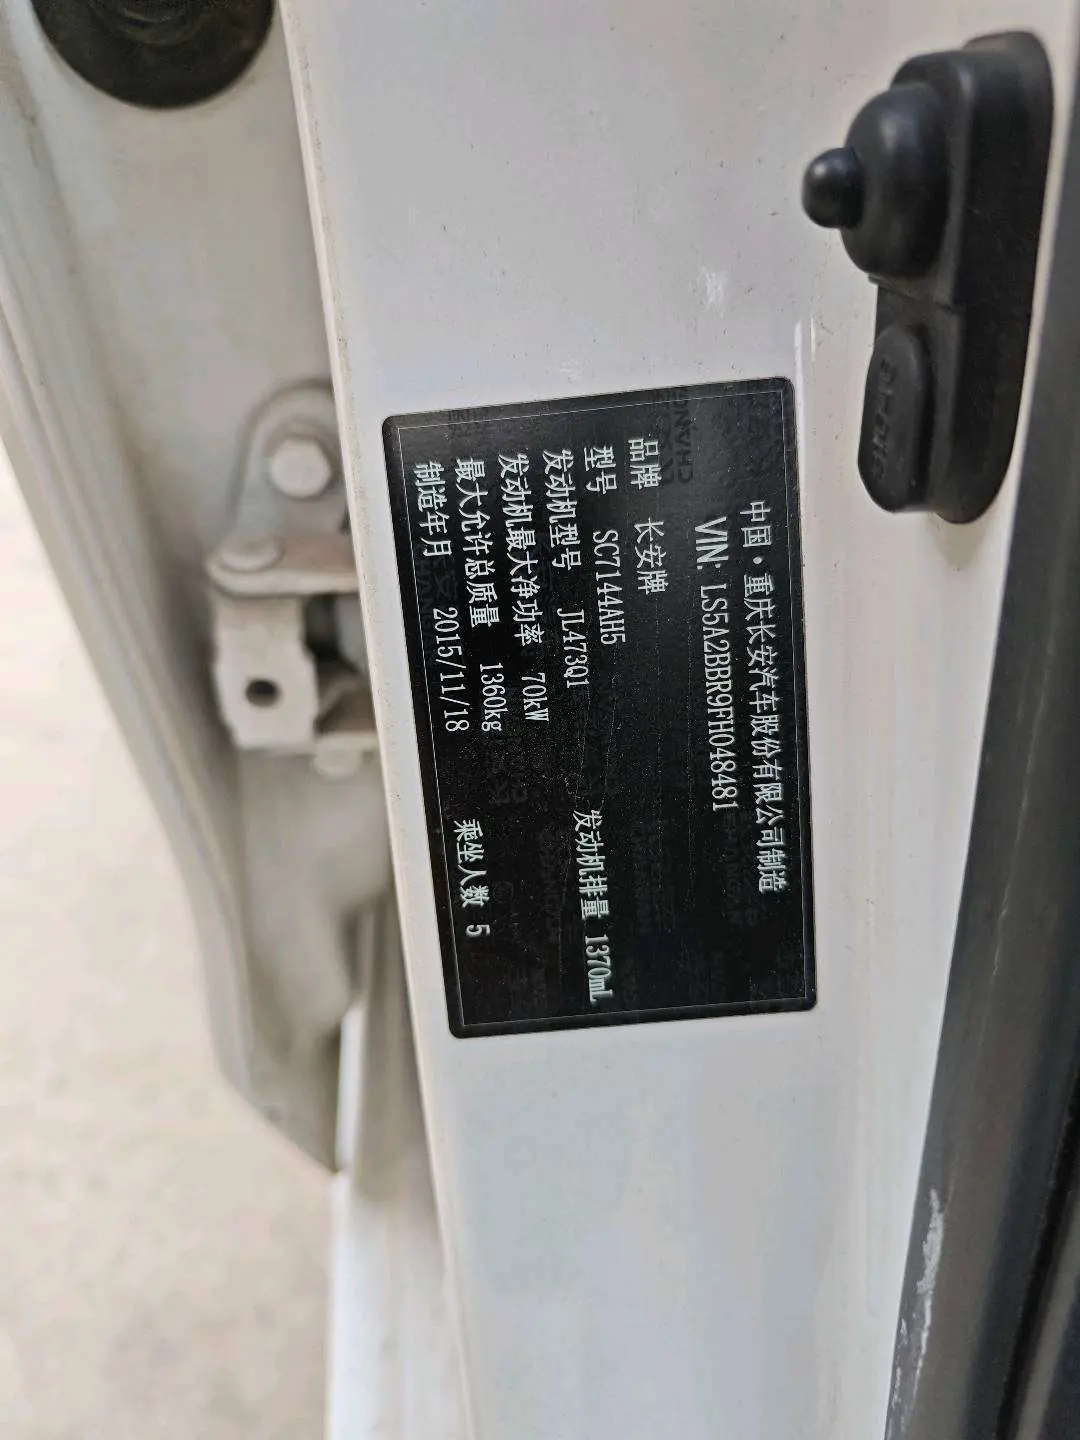 中国·重庆长安汽车股份有限公司制造
VIN: LS5A2BBR9FH048481
品牌 长安牌
型号 SC7144AH5
发动机型号 JL473Q1 发动机排量 1370mL
发动机最大净功率 70kW
最大允许总质量 1360kg 乘坐人数 5
制造年月 2015/11/18